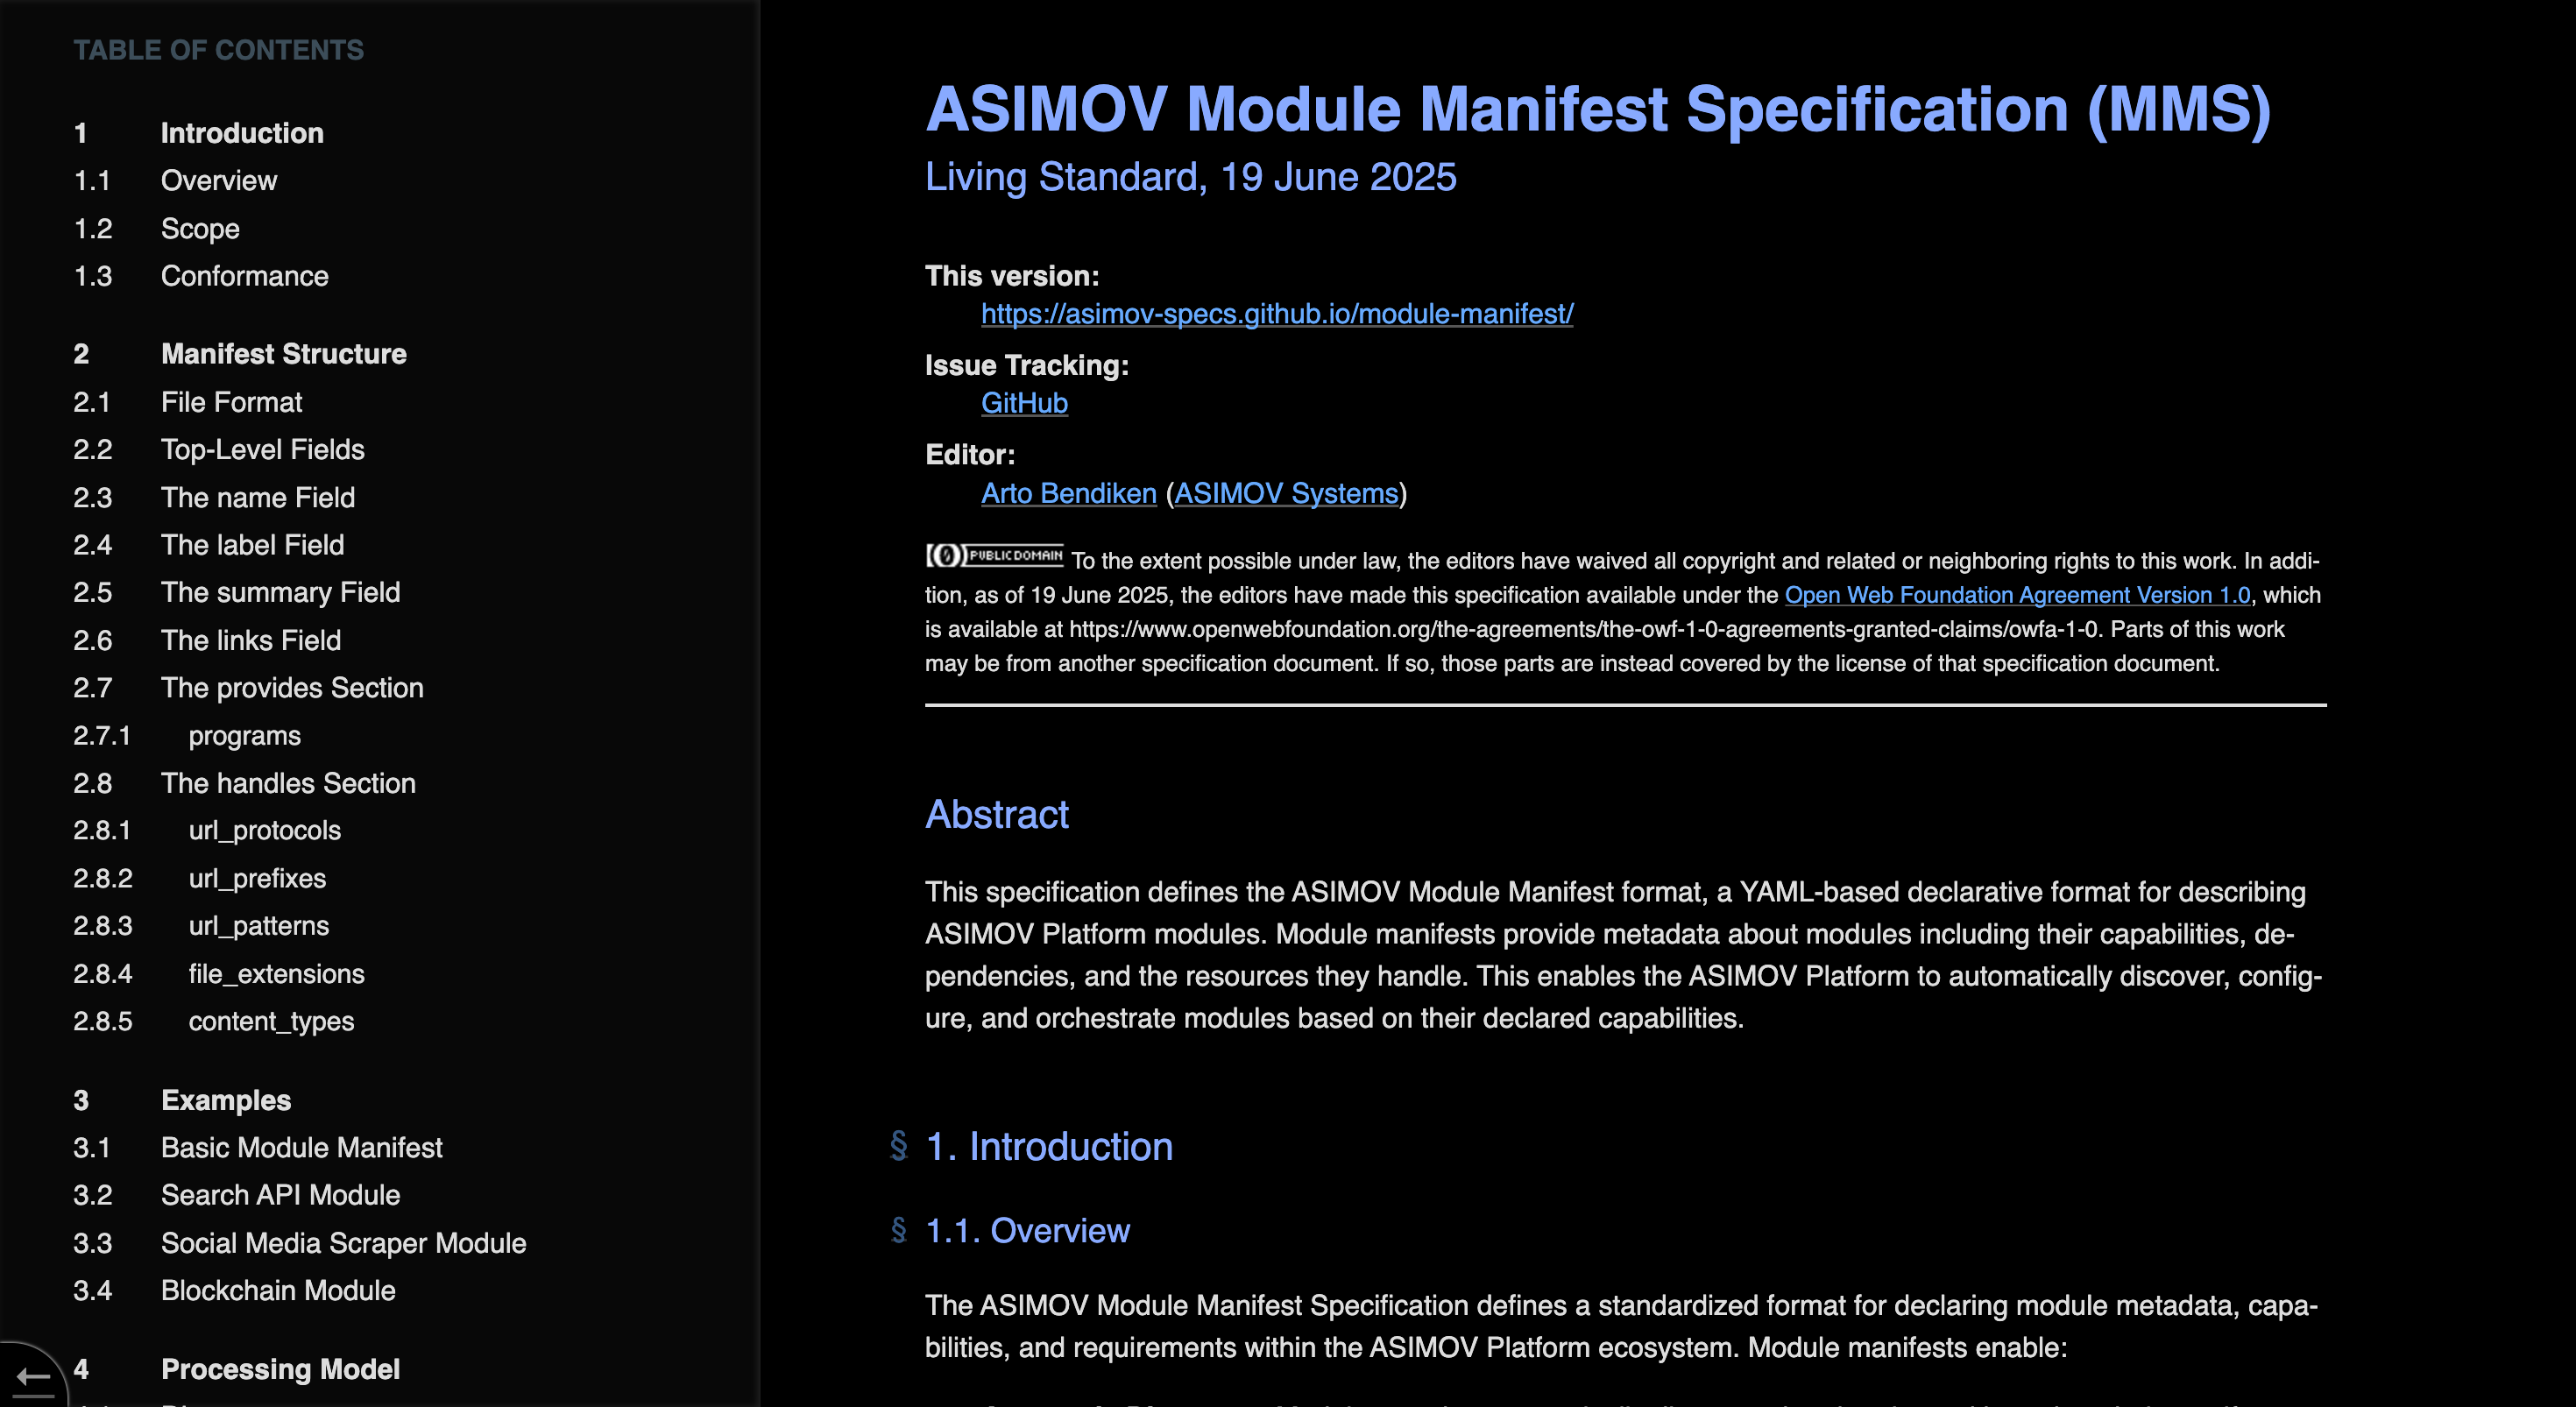 TABLE OF CONTENTS
1 Introduction
1.1 Overview
1.2 Scope
1.3 Conformance
2 Manifest Structure
2.1 File Format
2.2 Top-Level Fields
2.3 The name Field
2.4 The label Field
2.5 The summary Field
2.6 The links Field
2.7 The provides Section
2.7.1 programs
2.8 The handles Section
2.8.1 url_protocols
2.8.2 url_prefixes
2.8.3 url_patterns
2.8.4 file_extensions
2.8.5 content_types
3 Examples
3.1 Basic Module Manifest
3.2 Search API Module
3.3 Social Media Scraper Module
3.4 Blockchain Module
4 Processing Model
ASIMOV Module Manifest Specification (MMS)
Living Standard, 19 June 2025
This version:
https://asimov-specs.github.io/module-manifest/
Issue Tracking:
GitHub
Editor:
Arto Bendiken (ASIMOV Systems)
PUBLIC DOMAIN To the extent possible under law, the editors have waived all copyright and related or neighboring rights to this work. In addi-
tion, as of 19 June 2025, the editors have made this specification available under the Open Web Foundation Agreement Version 1.0, which
is available at https://www.openwebfoundation.org/the-agreements/the-owf-1-0-agreements-granted-claims/owfa-1-0. Parts of this work
may be from another specification document. If so, those parts are instead covered by the license of that specification document.
Abstract
This specification defines the ASIMOV Module Manifest format, a YAML-based declarative format for describing
ASIMOV Platform modules. Module manifests provide metadata about modules including their capabilities, de-
pendencies, and the resources they handle. This enables the ASIMOV Platform to automatically discover, config-
ure, and orchestrate modules based on their declared capabilities.
§ 1. Introduction
§ 1.1. Overview
The ASIMOV Module Manifest Specification defines a standardized format for declaring module metadata, capa-
bilities, and requirements within the ASIMOV Platform ecosystem. Module manifests enable: